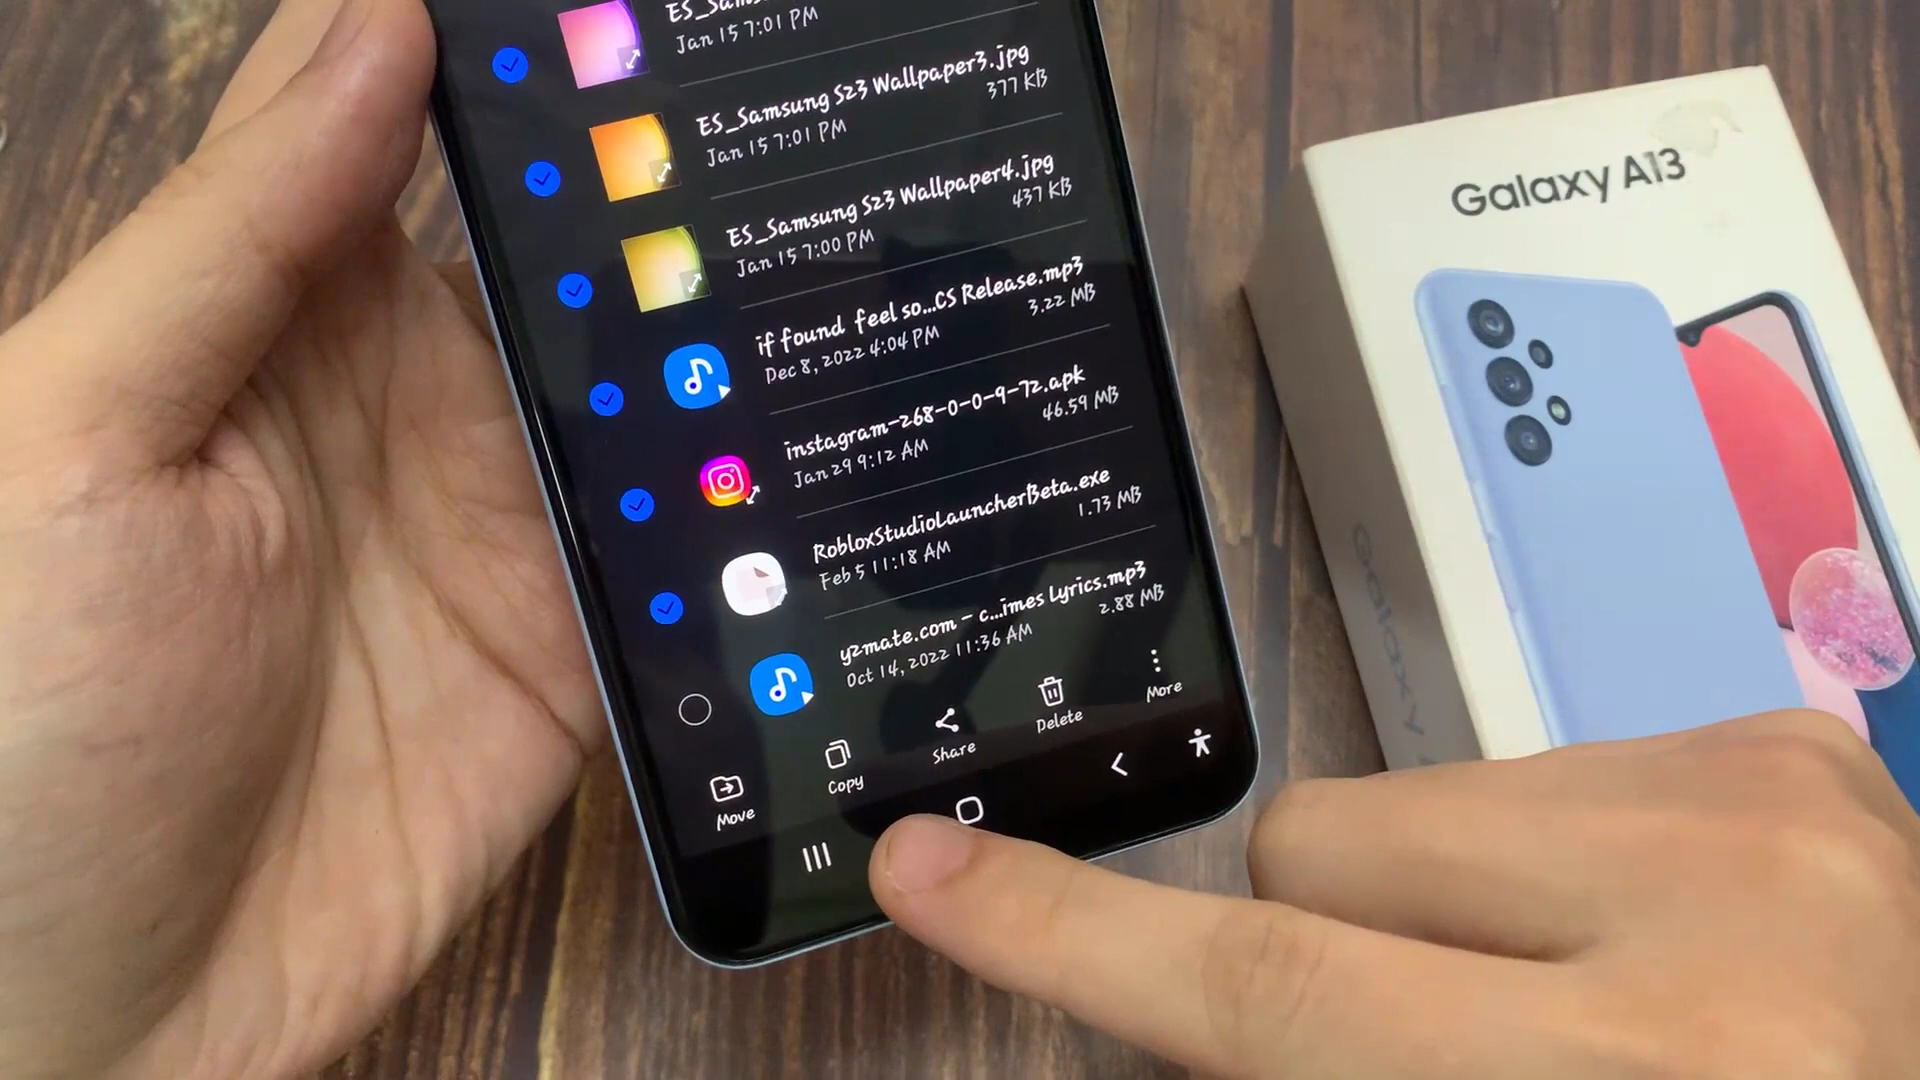 Jan 15 7:01 PM
ES_Samsung S23 Wallpaper3.jpg
377 KB
Jan 15 7:01 PM
ES_Samsung S23 Wallpaper4.jpg
437 KB
Jan 15 7:00 PM
if found feel so...CS Release.mp3
3.22 MB
Dec 8, 2022 4:04 PM
instagram-268-0-0-9-72.apk
46.59 MB
Jan 29 9:12 AM
RobloxStudioLauncherBeta.exe
1.73 MB
Feb 5 11:18 AM
y2mate.com - c...imes Lyrics.mp3
2.88 MB
Oct 14, 2022 11:36 AM
Move
Copy
Share
Delete
More
Galaxy A13
Galaxy